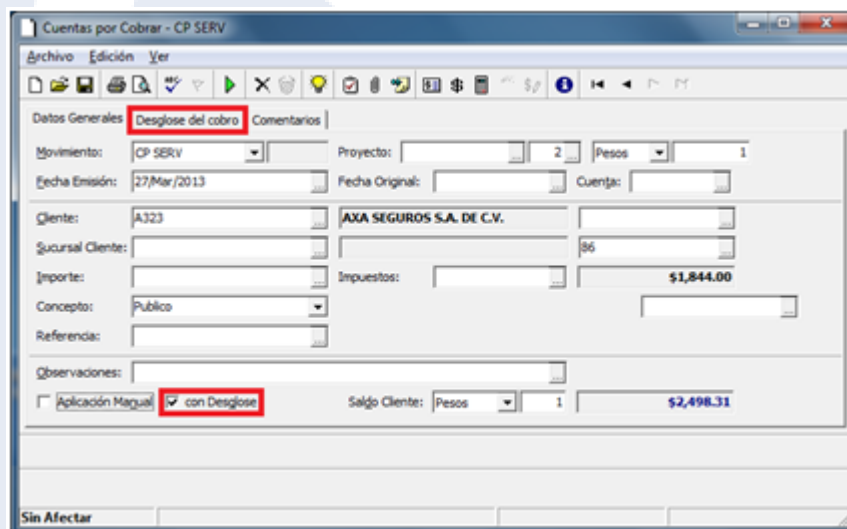 Cuentas por Cobrar - CP SERV
Archivo Edición Ver
Datos Generales Desglose del cobro Comentarios
Movimiento: CP SERV Proyecto: 2 Pesos 1
Fecha Emisión: 27/Mar/2013 Fecha Original: Cuenta:
Cliente: A323 AXA SEGUROS S.A. DE C.V.
Sucursal Cliente: 86
Importe: Impuestos: $1,844.00
Concepto: Publico
Referencia:
Observaciones:
Aplicación Manual con Desglose Saldo Cliente: Pesos 1 $2,498.31
Sin Afectar